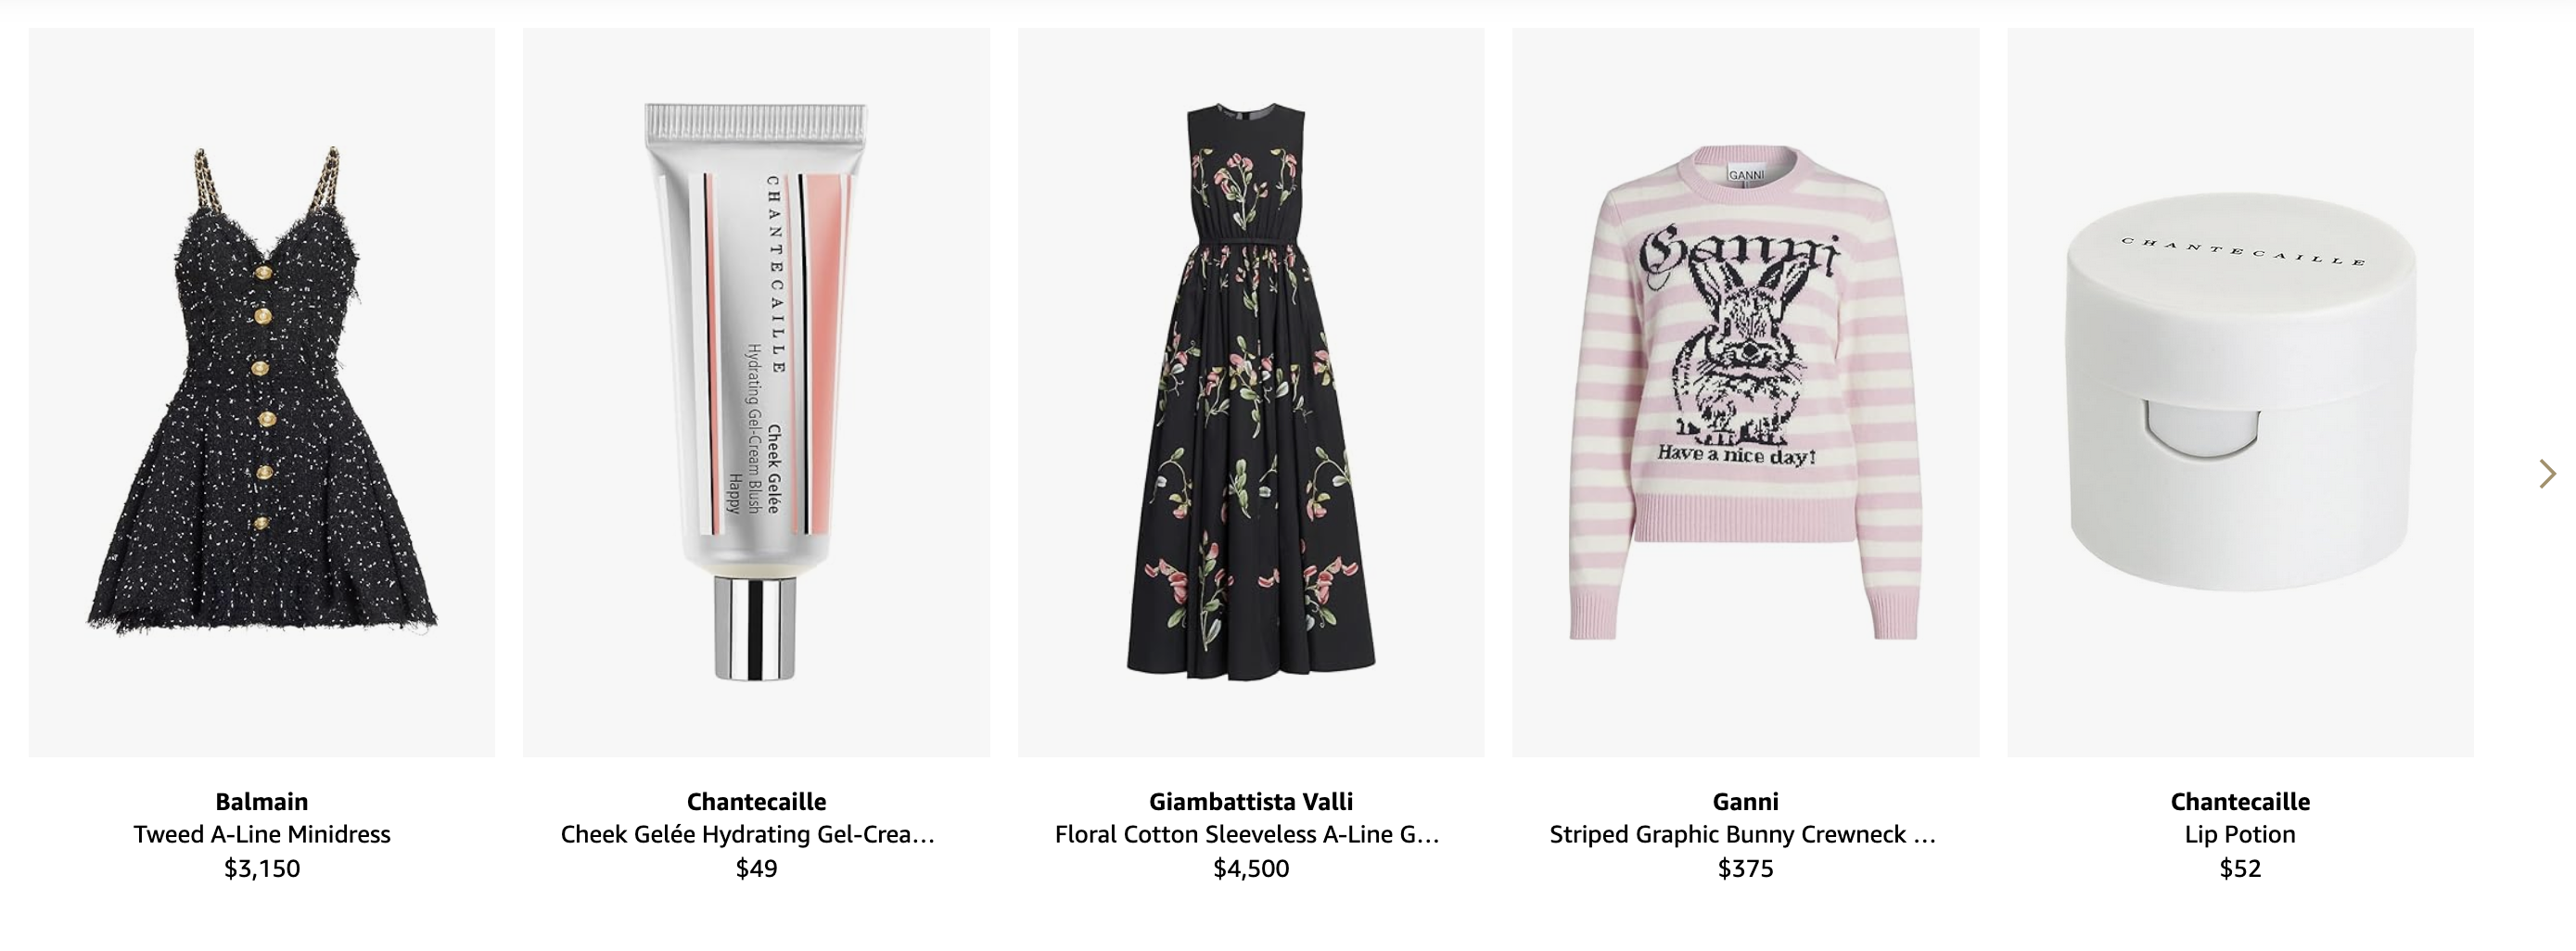 CHANTECAILLE
Cheek Gelée
Hydrating Gel-Cream Blush
Happy
GANNI
Ganni
Have a nice day!
CHANTECAILLE
Balmain
Tweed A-Line Minidress
$3,150
Chantecaille
Cheek Gelée Hydrating Gel-Crea...
$49
Giambattista Valli
Floral Cotton Sleeveless A-Line G...
$4,500
Ganni
Striped Graphic Bunny Crewneck ...
$375
Chantecaille
Lip Potion
$52